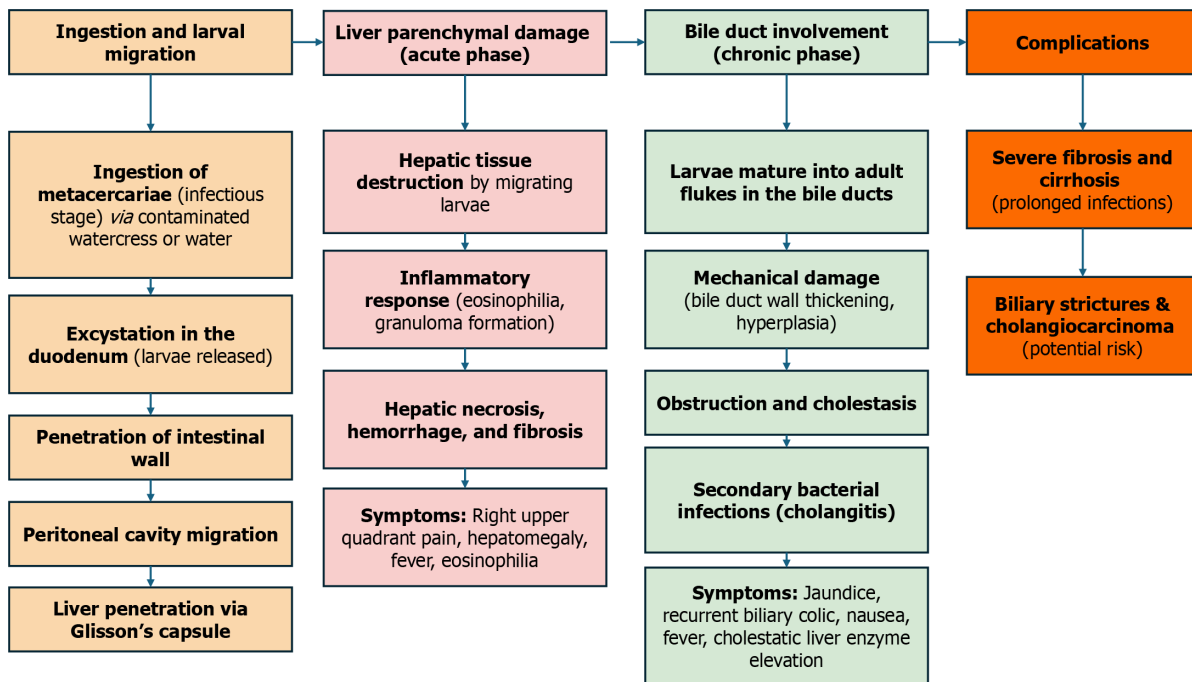 Ingestion and larval
migration
Liver parenchymal damage
(acute phase)
Bile duct involvement
(chronic phase)
Complications
Ingestion of
metacercariae (infectious
stage) via contaminated
watercress or water
Excystation in the
duodenum (larvae released)
Penetration of intestinal
wall
Peritoneal cavity migration
Liver penetration via
Glisson’s capsule
Hepatic tissue
destruction by migrating
larvae
Inflammatory
response (eosinophilia,
granuloma formation)
Hepatic necrosis,
hemorrhage, and fibrosis
Symptoms: Right upper
quadrant pain, hepatomegaly,
fever, eosinophilia
Larvae mature into adult
flukes in the bile ducts
Mechanical damage
(bile duct wall thickening,
hyperplasia)
Obstruction and cholestasis
Secondary bacterial
infections (cholangitis)
Symptoms: Jaundice,
recurrent biliary colic, nausea,
fever, cholestatic liver enzyme
elevation
Severe fibrosis and
cirrhosis
(prolonged infections)
Biliary strictures &
cholangiocarcinoma
(potential risk)